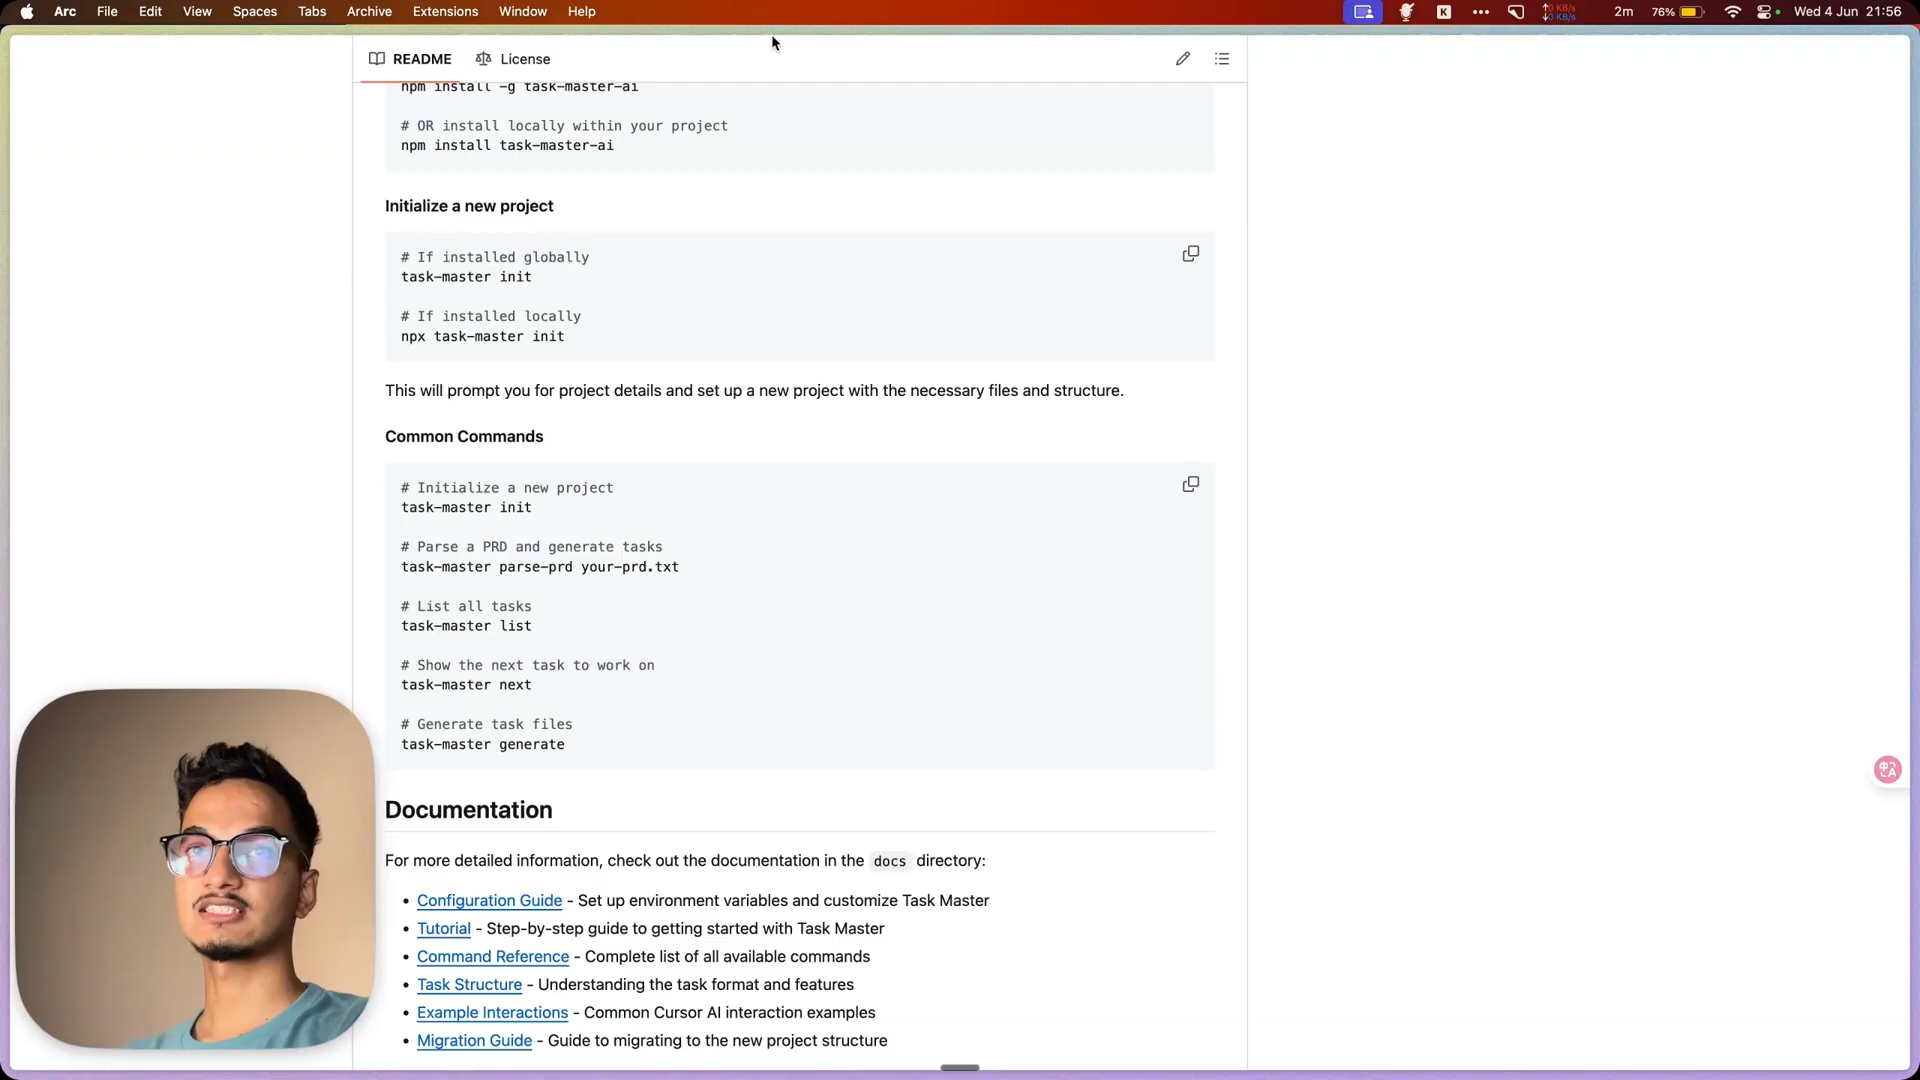 Arc File Edit View Spaces Tabs Archive Extensions Window Help K 0 KB/s 0 KB/s 2m 76% Wed 4 Jun 21:56
README License
npm install -g task-master-ai
# OR install locally within your project
npm install task-master-ai
Initialize a new project
# If installed globally
task-master init
# If installed locally
npx task-master init
This will prompt you for project details and set up a new project with the necessary files and structure.
Common Commands
# Initialize a new project
task-master init
# Parse a PRD and generate tasks
task-master parse-prd your-prd.txt
# List all tasks
task-master list
# Show the next task to work on
task-master next
# Generate task files
task-master generate
Documentation
For more detailed information, check out the documentation in the docs directory:
• Configuration Guide - Set up environment variables and customize Task Master
• Tutorial - Step-by-step guide to getting started with Task Master
• Command Reference - Complete list of all available commands
• Task Structure - Understanding the task format and features
• Example Interactions - Common Cursor AI interaction examples
• Migration Guide - Guide to migrating to the new project structure